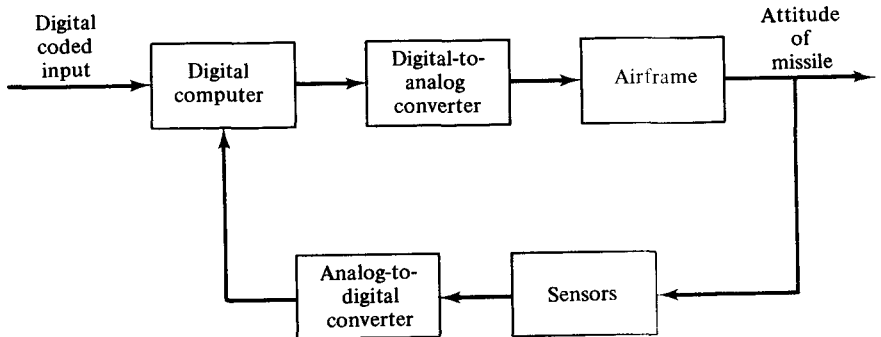 Digital
coded
input
Digital
computer
Digital-to-
analog
converter
Airframe
Attitude
of
missile
Analog-to-
digital
converter
Sensors